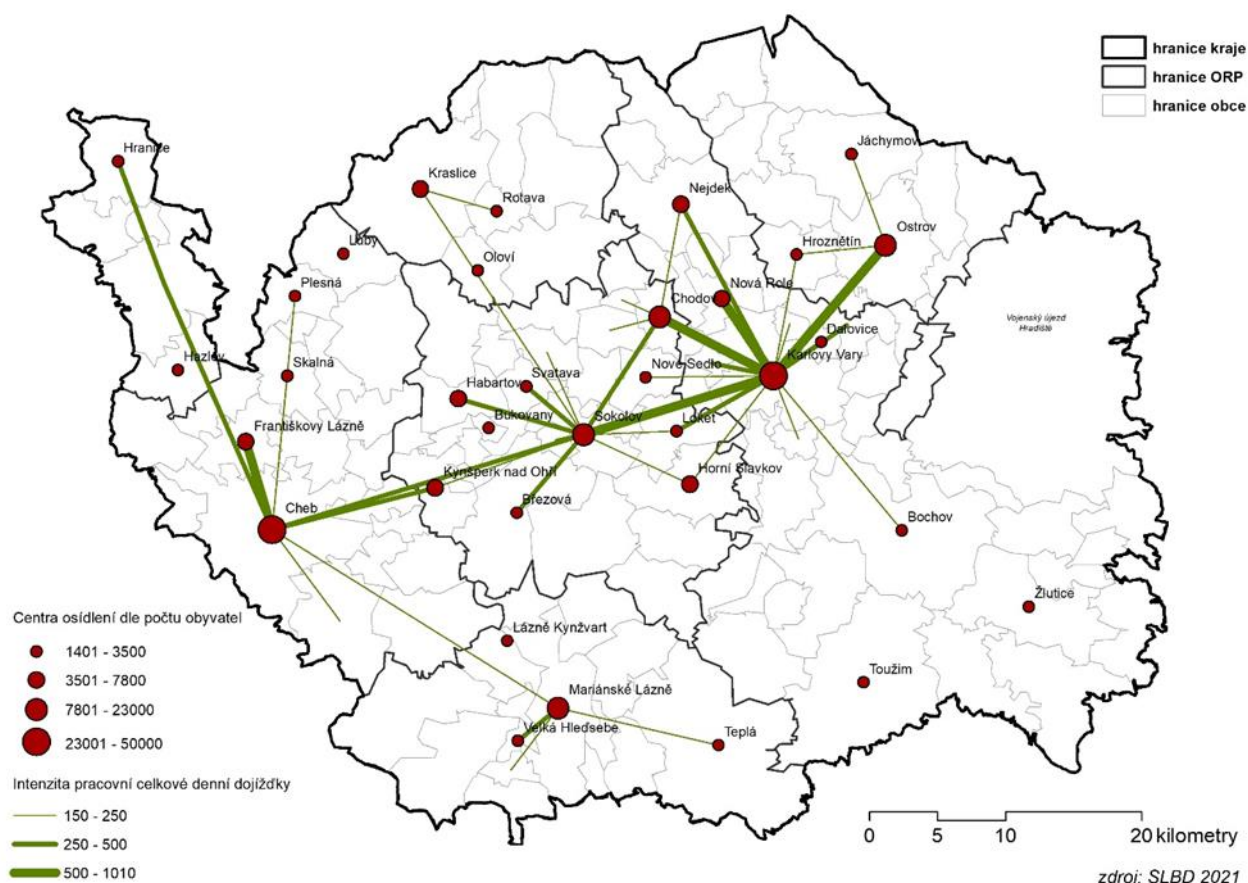 hranice kraje
hranice ORP
hranice obce
Hranice
Jáchymov
Kraslice
Rotava
Nejdek
Ostrov
Luby
Hroznětín
Oloví
Plesná
Nová Role
Chodov
Vojenský újezd
Hradiště
Dalovice
Hazlov
Skalná
Karlovy Vary
Nové Sedlo
Svatava
Habartov
Bukovany
Sokolov
Loket
Františkovy Lázně
Kynšperk nad Ohří
Horní Slavkov
Cheb
Březová
Bochov
Žlutice
Lázně Kynžvart
Toužim
Mariánské Lázně
Velká Hleďsebe
Teplá
Centra osídlení dle počtu obyvatel
1401 - 3500
3501 - 7800
7801 - 23000
23001 - 50000
Intenzita pracovní celkové denní dojížďky
150 - 250
250 - 500
500 - 1010
0 5 10 20 kilometry
zdroj: SLBD 2021